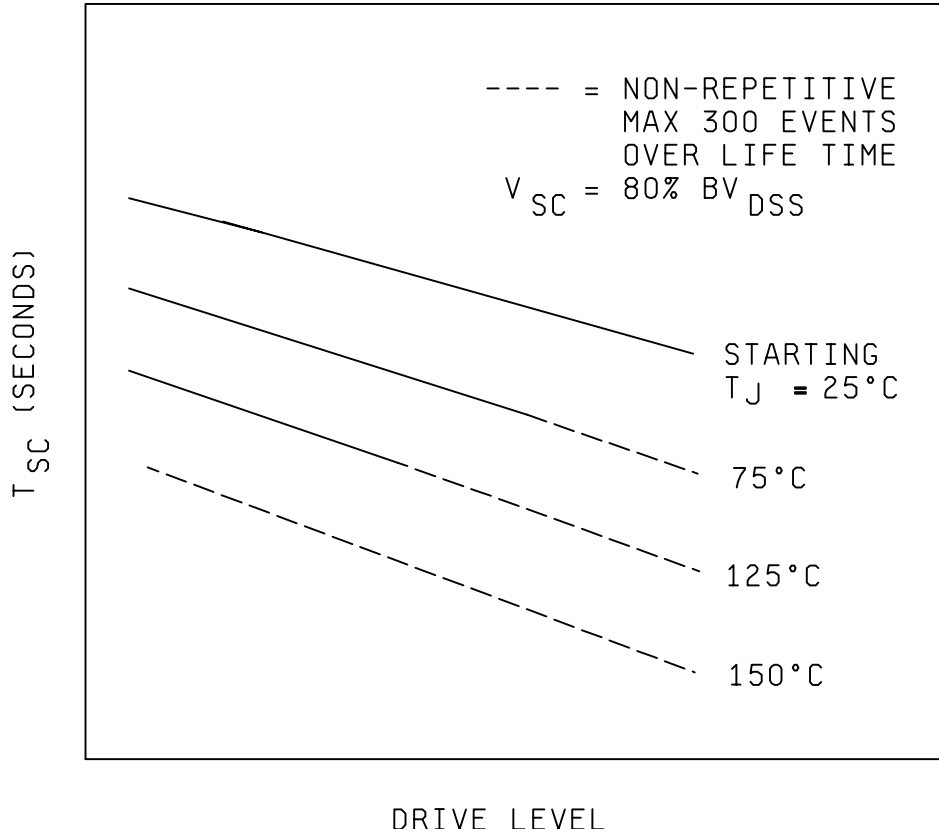 ---- = NON-REPETITIVE
MAX 300 EVENTS
OVER LIFE TIME
V SC = 80% BV DSS
T SC (SECONDS)
STARTING
T J = 25°C
75°C
125°C
150°C
DRIVE LEVEL